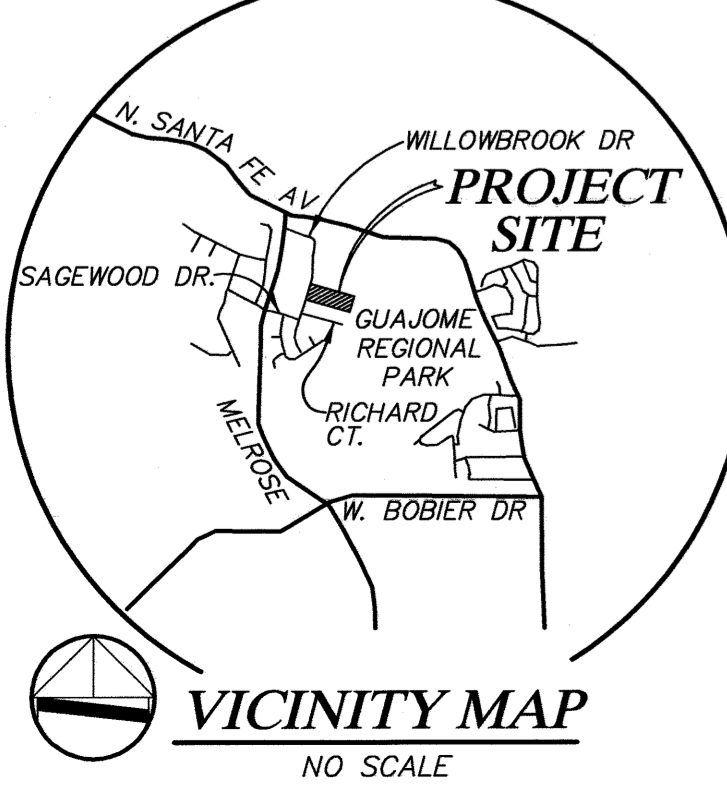 N. SANTA FE AV
WILLOWBROOK DR
PROJECT
SITE
SAGEWOOD DR.
GUAJOME
REGIONAL
PARK
RICHARD
CT.
MELROSE
W. BOBIER DR
VICINITY MAP
NO SCALE